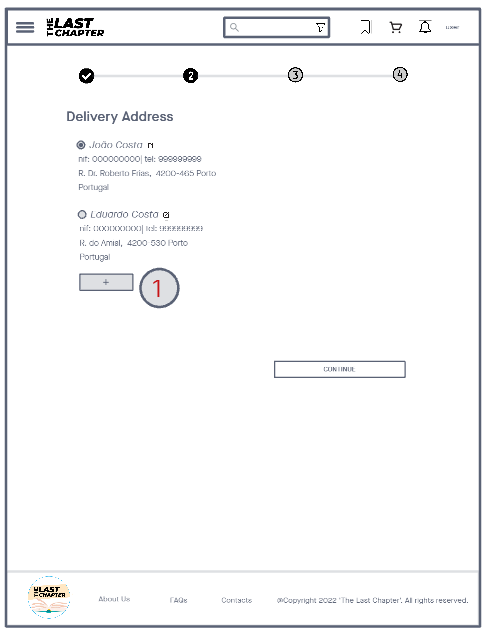 THE LAST CHAPTER
2 3 4
Delivery Address
João Costa
nif: 000000000| tel: 999999999
R. Dr. Roberto Frias, 4200-465 Porto
Portugal
Eduardo Costa
nif: 000000000| tel: 999999999
R. do Amial, 4200-530 Porto
Portugal
+
1
CONTINUE
THE LAST CHAPTER
About Us FAQs Contacts @Copyright 2022 'The Last Chapter'. All rights reserved.